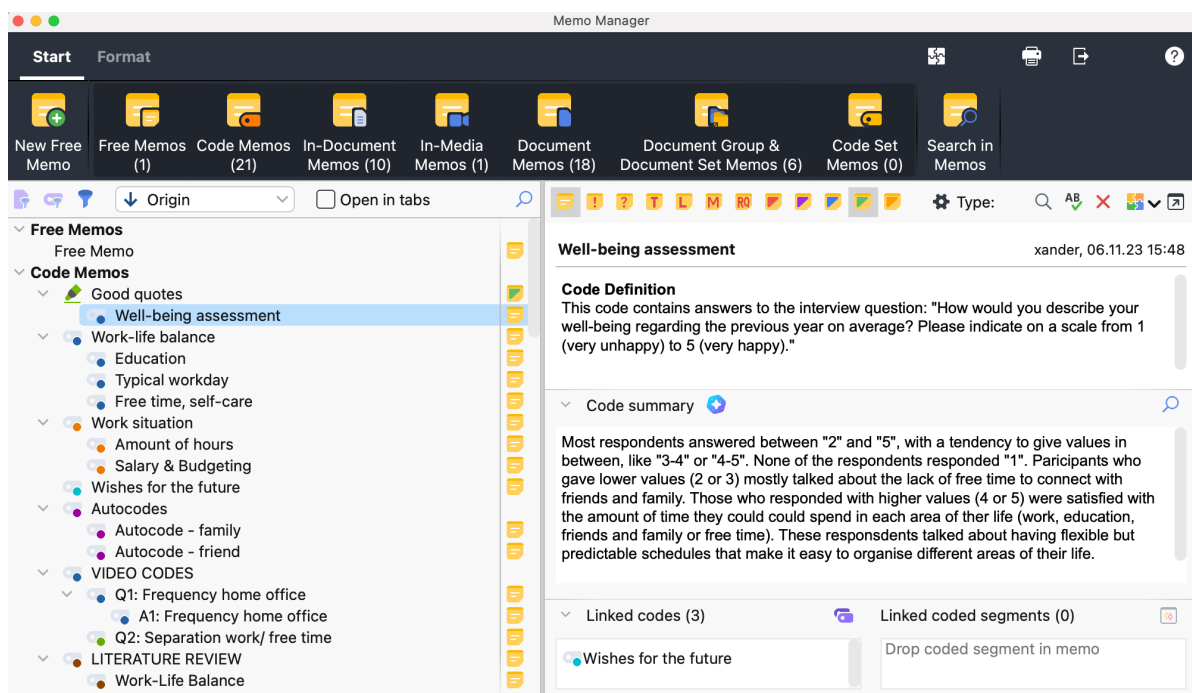 Memo Manager
Start Format
New Free Memo
Free Memos (1)
Code Memos (21)
In-Document Memos (10)
In-Media Memos (1)
Document Memos (18)
Document Group & Document Set Memos (6)
Code Set Memos (0)
Search in Memos
Origin
Open in tabs
! ? T L M RQ
Type:
Free Memos
Free Memo
Code Memos
Good quotes
Well-being assessment
Work-life balance
Education
Typical workday
Free time, self-care
Work situation
Amount of hours
Salary & Budgeting
Wishes for the future
Autocodes
Autocode - family
Autocode - friend
VIDEO CODES
Q1: Frequency home office
A1: Frequency home office
Q2: Separation work/ free time
LITERATURE REVIEW
Work-Life Balance
Well-being assessment
xander, 06.11.23 15:48
Code Definition
This code contains answers to the interview question: "How would you describe your
well-being regarding the previous year on average? Please indicate on a scale from 1
(very unhappy) to 5 (very happy)."
Code summary
Most respondents answered between "2" and "5", with a tendency to give values in
between, like "3-4" or "4-5". None of the respondents responded "1". Paricipants who
gave lower values (2 or 3) mostly talked about the lack of free time to connect with
friends and family. Those who responded with higher values (4 or 5) were satisfied with
the amount of time they could could spend in each area of ther life (work, education,
friends and family or free time). These responsdents talked about having flexible but
predictable schedules that make it easy to organise different areas of their life.
Linked codes (3)
Wishes for the future
Linked coded segments (0)
Drop coded segment in memo